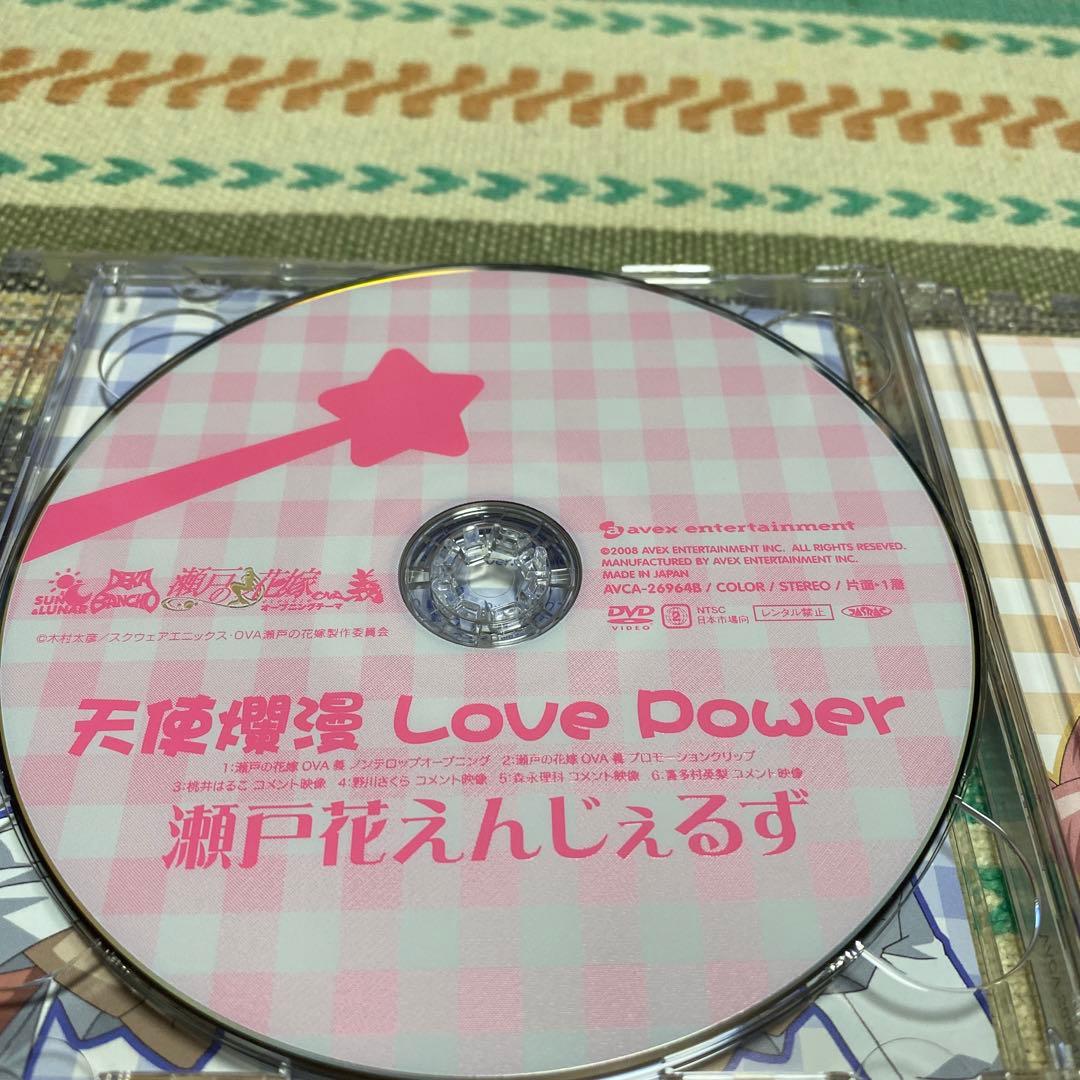 avex entertainment
©2008 AVEX ENTERTAINMENT INC. ALL RIGHTS RESEVED.
MANUFACTURED BY AVEX ENTERTAINMENT INC.
MADE IN JAPAN
AVCA-26964B / COLOR / STEREO / 片面・1層
DVD VIDEO 2 NTSC 日本市場向 レンタル禁止 JASRAC
SUN & LUNAR DEKA BANCHO 瀬戸の花嫁 OVA 義
オープニングテーマ
©木村太彦／スクウェアエニックス・OVA瀬戸の花嫁製作委員会
天使爛漫 Love Power
1：瀬戸の花嫁 OVA 義 ノンテロップオープニング 2：瀬戸の花嫁 OVA 義 プロモーションクリップ
3：桃井はるこ コメント映像 4：野川さくら コメント映像 5：森永理科 コメント映像 6：喜多村英梨 コメント映像
瀬戸花えんじぇるず